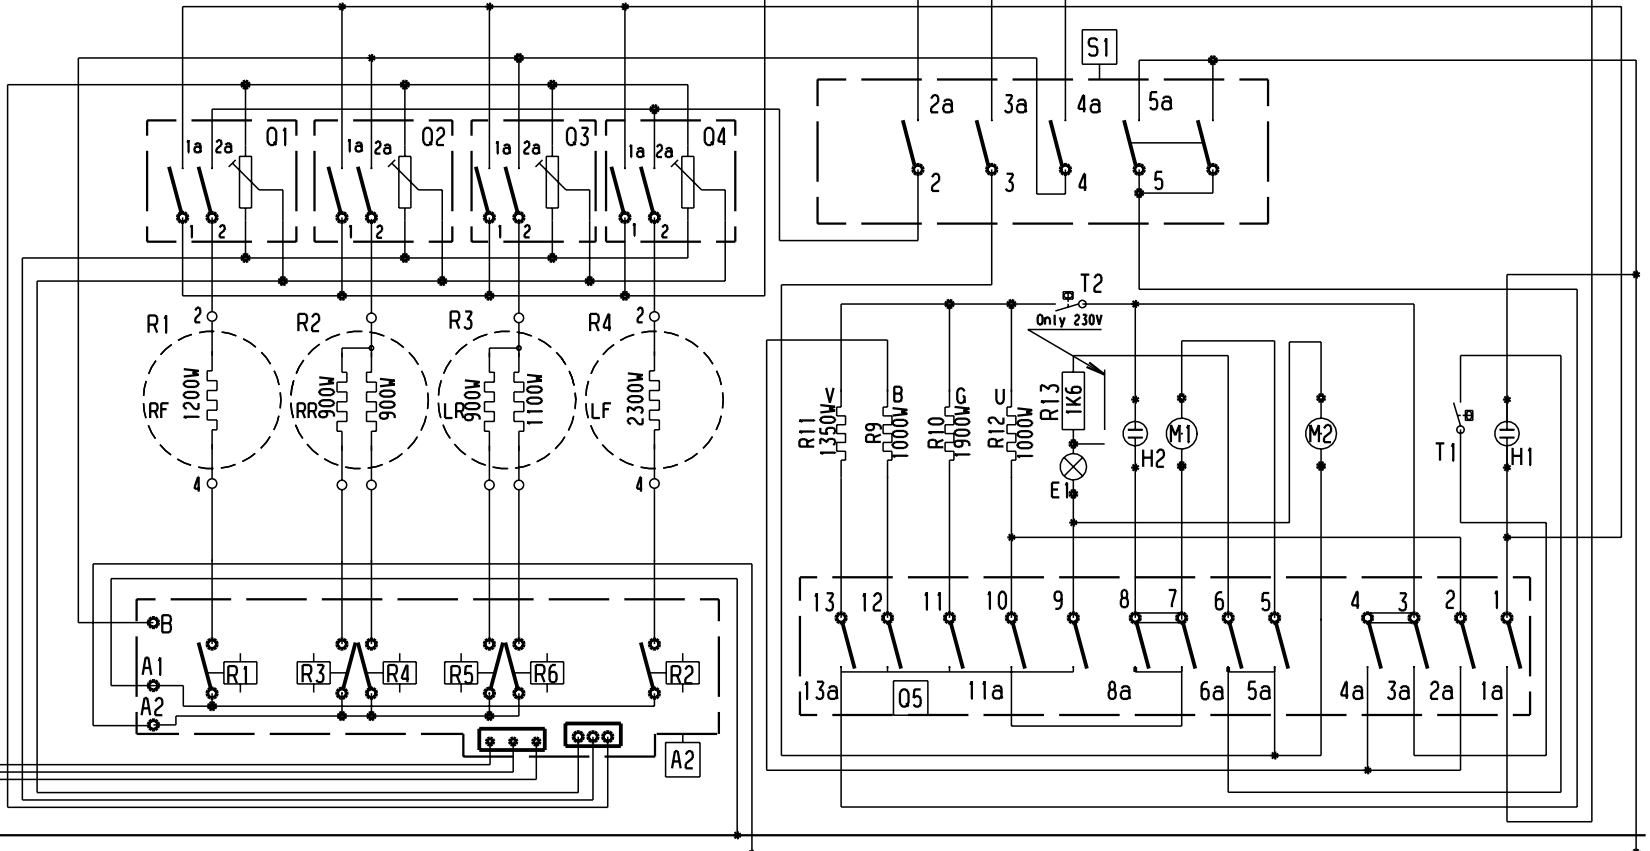 S1
2a 3a 4a 5a
Q1 Q2 Q3 Q4
1a 2a 1a 2a 1a 2a 1a 2a
2 3 4 5
1 2 1 2 1 2 1 2
T2
Only 230V
R1 2 R2 R3 R4 2
RF 1200W RR 900W 900W LR 900W 1100W LF 2300W
V B G U
R11 1350W R9 1000W R10 1900W R12 1000W R13 1K6
H2 M1 M2 T1 H1
E1
4 4
13 12 11 10 9 8 7 6 5 4 3 2 1
B
A1
R1 R3 R4 R5 R6 R2
A2
13a Q5 11a 8a 6a 5a 4a 3a 2a 1a
A2